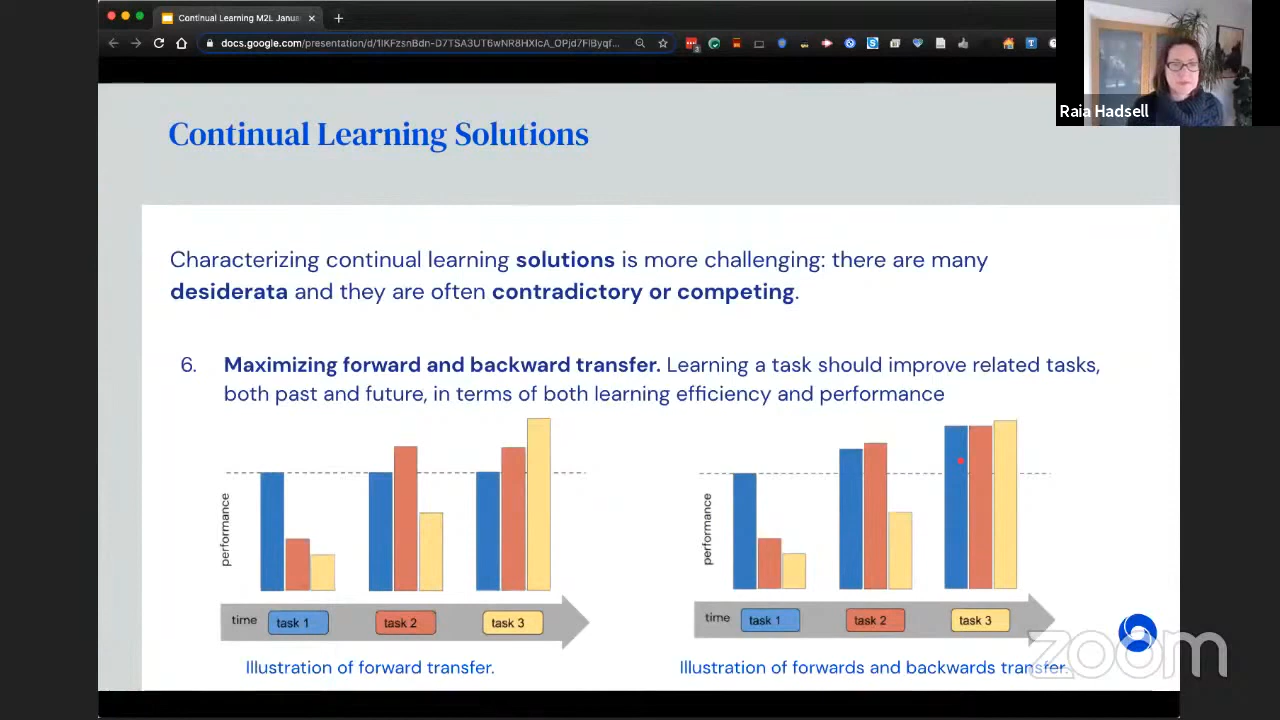 Continual Learning M2L Janua
docs.google.com/presentation/d/
Raia Hadsell
Continual Learning Solutions
Characterizing continual learning solutions is more challenging: there are many
desiderata and they are often contradictory or competing.
6. Maximizing forward and backward transfer. Learning a task should improve related tasks,
both past and future, in terms of both learning efficiency and performance
performance
time task 1 task 2 task 3
Illustration of forward transfer.
performance
time task 1 task 2 task 3
Illustration of forwards and backwards transfer.
zoom